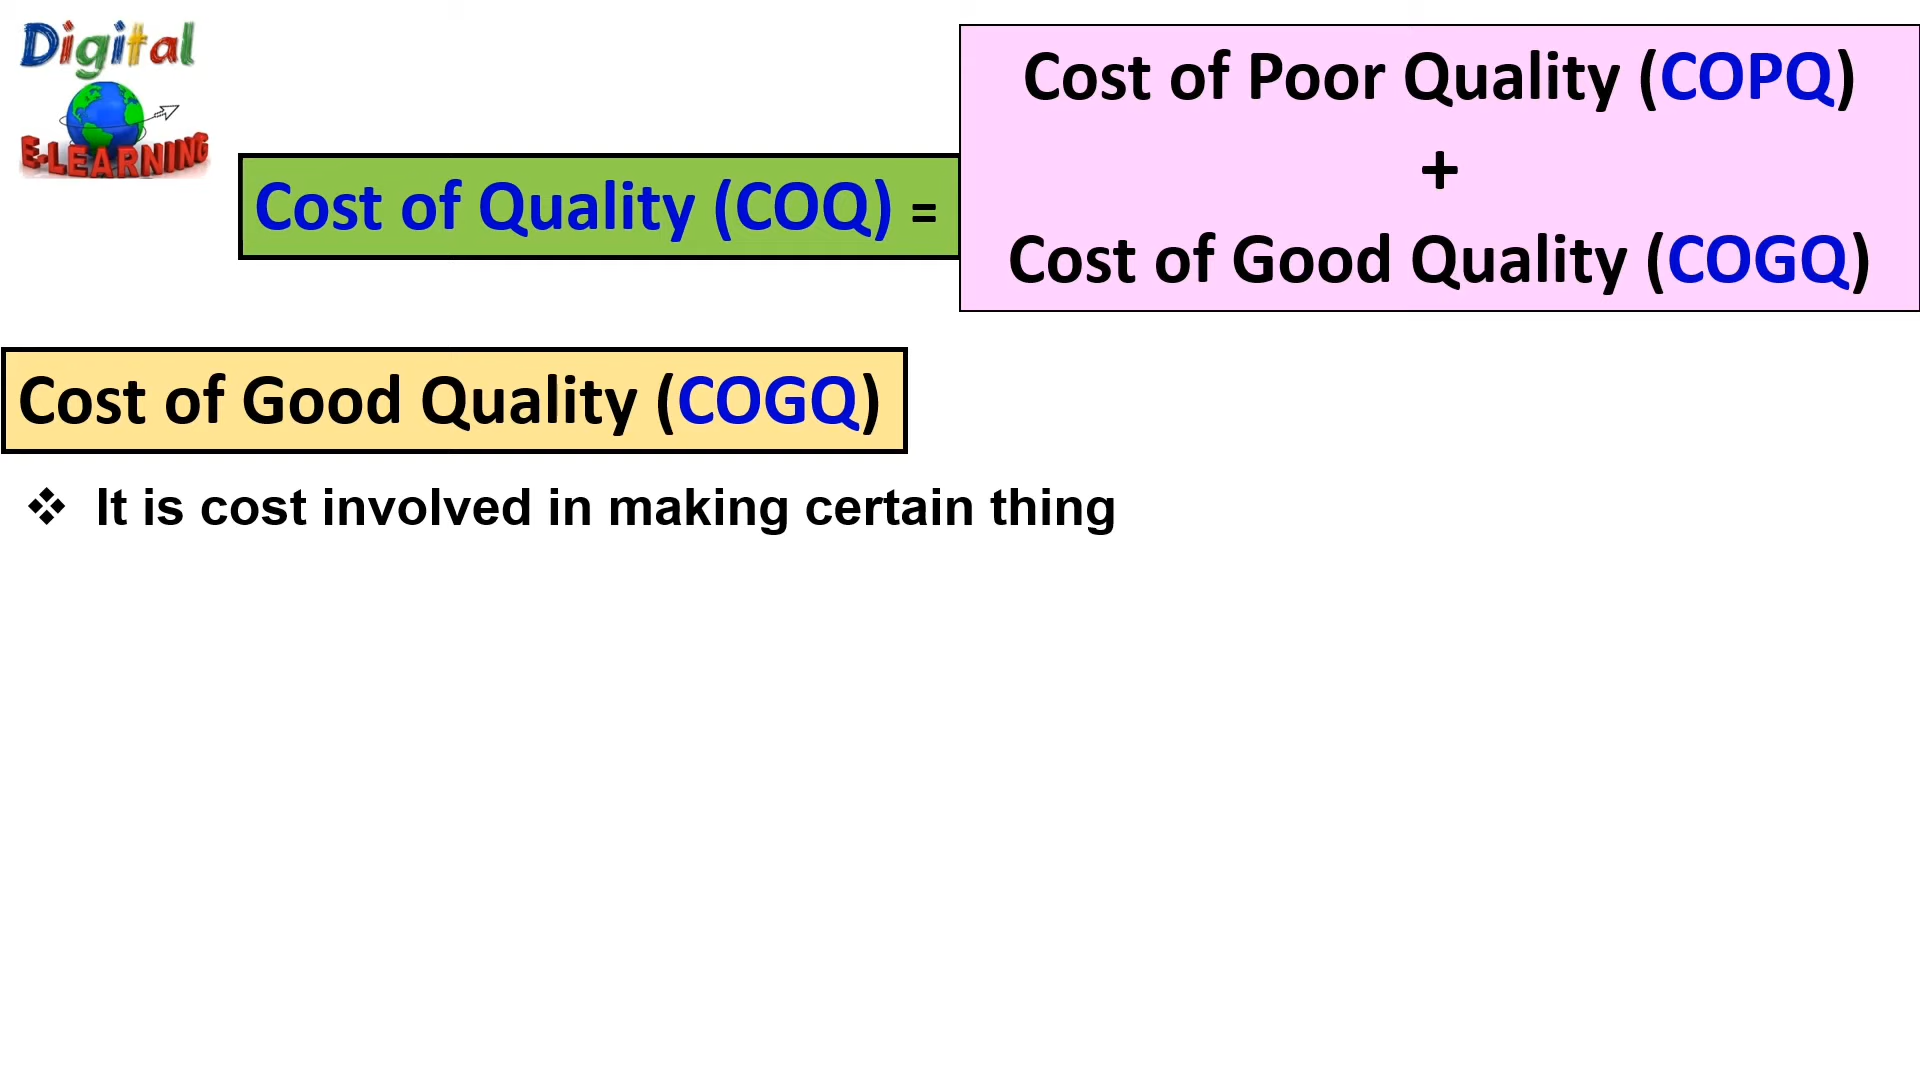 Digital
E-LEARNING
Cost of Quality (COQ) =
Cost of Poor Quality (COPQ)
+
Cost of Good Quality (COGQ)
Cost of Good Quality (COGQ)
❖ It is cost involved in making certain thing